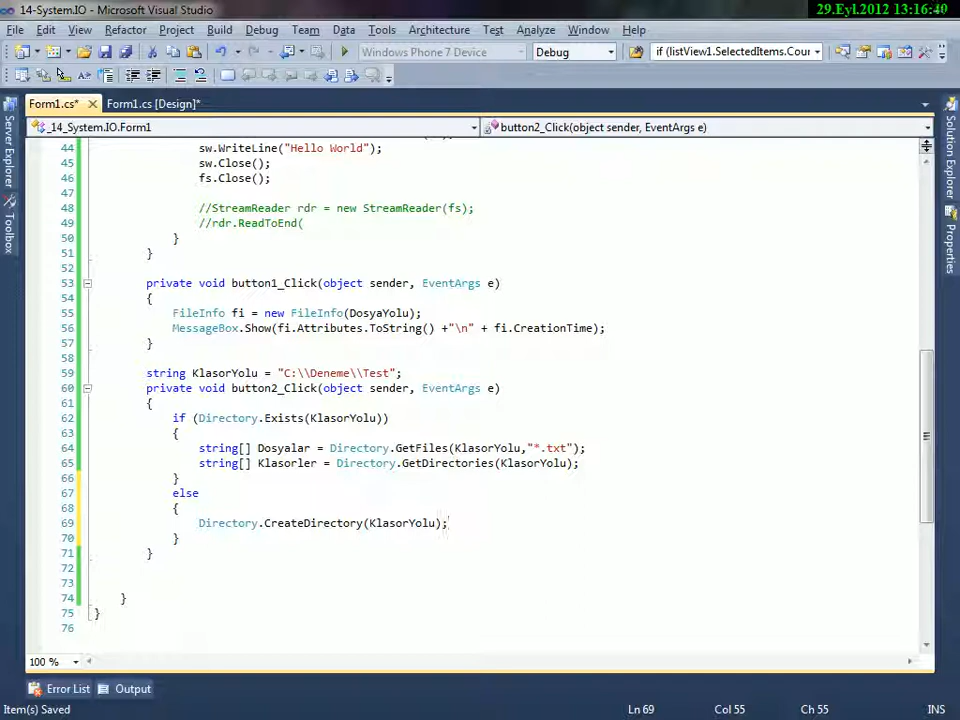 14-System.IO - Microsoft Visual Studio
29.Eyl.2012 13:16:40
File Edit View Refactor Project Build Debug Team Data Tools Architecture Test Analyze Window Help
Windows Phone 7 Device Debug if (listView1.SelectedItems.Cour
Form1.cs* Form1.cs [Design]*
_14_System.IO.Form1 button2_Click(object sender, EventArgs e)
Server Explorer
Toolbox
Solution Explorer
Properties
44 sw.WriteLine("Hello World");
45 sw.Close();
46 fs.Close();
47
48 //StreamReader rdr = new StreamReader(fs);
49 //rdr.ReadToEnd(
50 }
51 }
52
53 private void button1_Click(object sender, EventArgs e)
54 {
55 FileInfo fi = new FileInfo(DosyaYolu);
56 MessageBox.Show(fi.Attributes.ToString() +"\n" + fi.CreationTime);
57 }
58
59 string KlasorYolu = "C:\\Deneme\\Test";
60 private void button2_Click(object sender, EventArgs e)
61 {
62 if (Directory.Exists(KlasorYolu))
63 {
64 string[] Dosyalar = Directory.GetFiles(KlasorYolu,"*.txt");
65 string[] Klasorler = Directory.GetDirectories(KlasorYolu);
66 }
67 else
68 {
69 Directory.CreateDirectory(KlasorYolu);
70 }
71 }
72
73
74 }
75 }
76
100 %
Error List Output
Item(s) Saved Ln 69 Col 55 Ch 55 INS